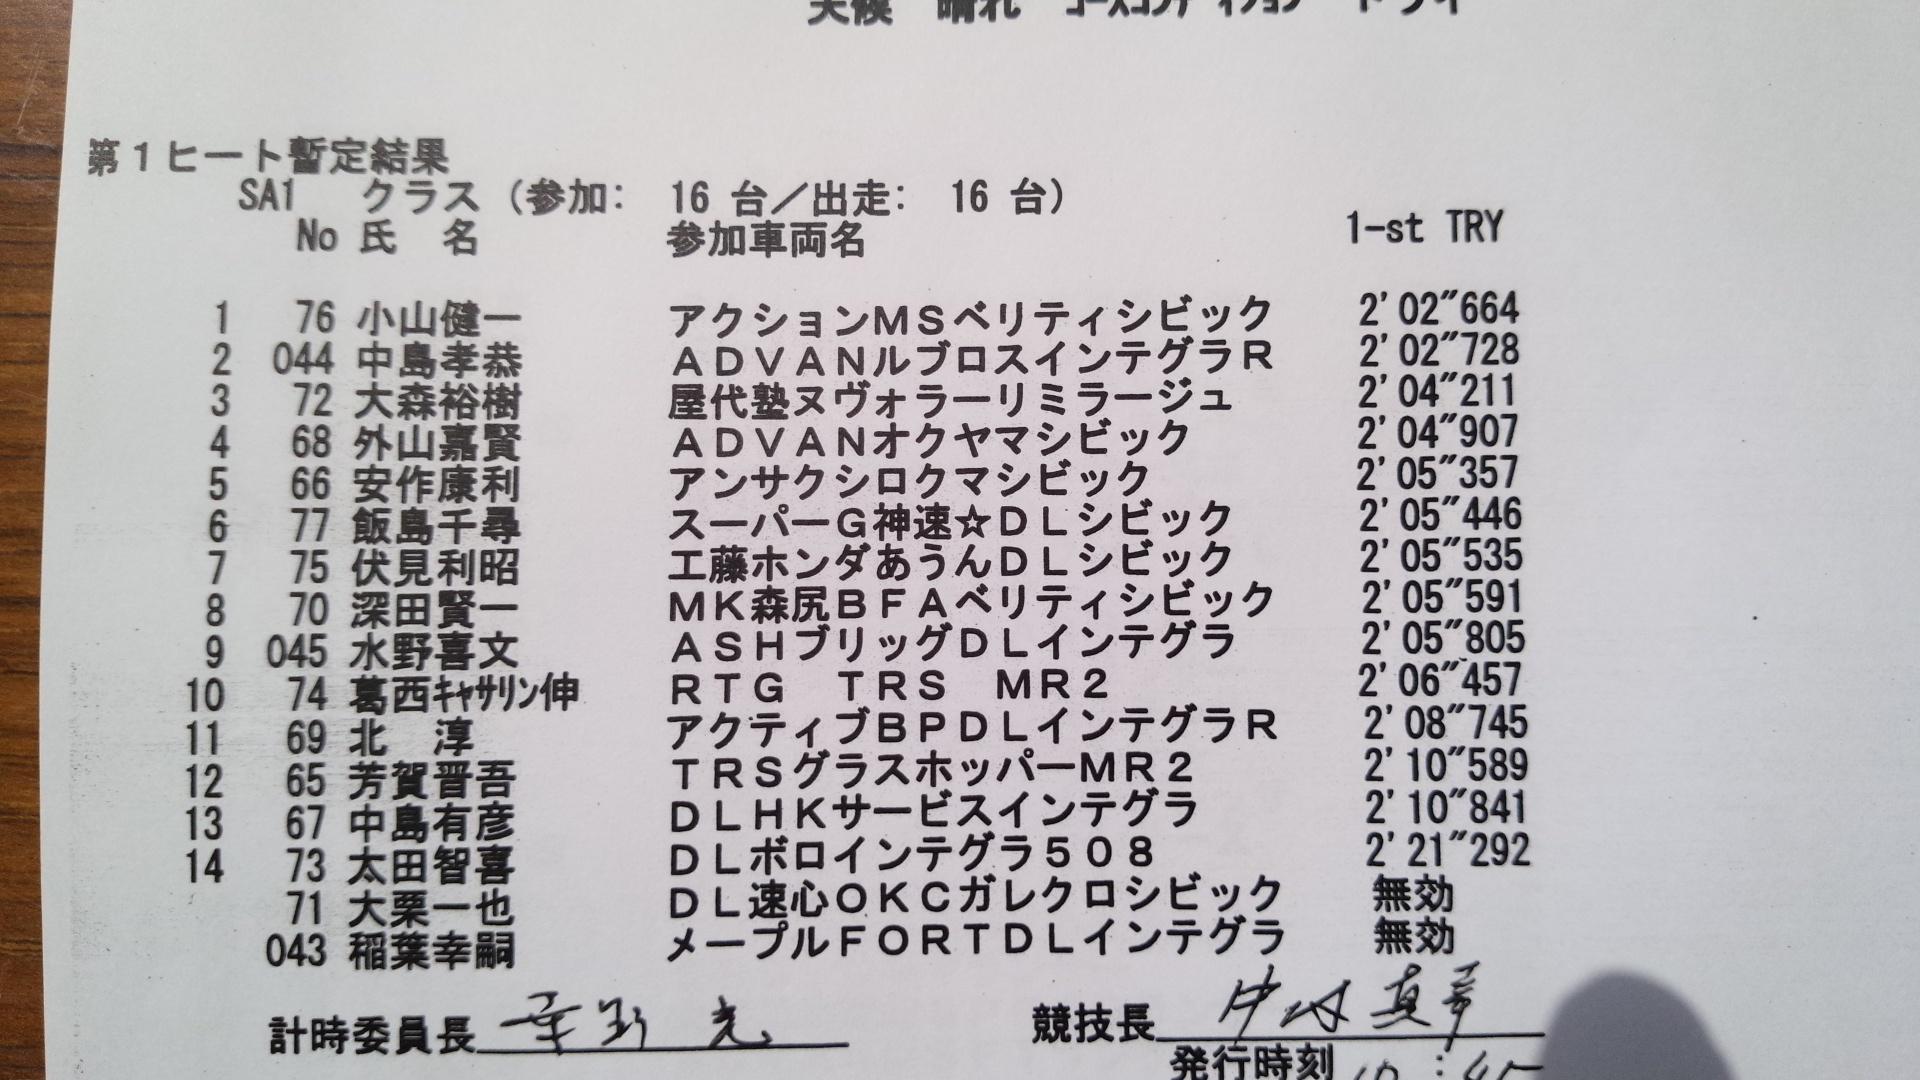 天候　晴れ　ｺｰｽｺﾝﾃﾞｨｼｮﾝ　ドライ
第１ヒート暫定結果
SA1　クラス（参加:　16 台／出走:　16 台）
No 氏　名　参加車両名　1-st TRY
1 76 小山健一 アクションＭＳベリティシビック 2'02"664
2 044 中島孝恭 ＡＤＶＡＮルブロスインテグラＲ 2'02"728
3 72 大森裕樹 屋代塾ヌヴォラーリミラージュ 2'04"211
4 68 外山嘉賢 ＡＤＶＡＮオクヤマシビック 2'04"907
5 66 安作康利 アンサクシロクマシビック 2'05"357
6 77 飯島千尋 スーパーＧ神速☆ＤＬシビック 2'05"446
7 75 伏見利昭 工藤ホンダあうんＤＬシビック 2'05"535
8 70 深田賢一 ＭＫ森尻ＢＦＡベリティシビック 2'05"591
9 045 水野喜文 ＡＳＨブリッグＤＬインテグラ 2'05"805
10 74 葛西ｷｬｻﾘﾝ伸 ＲＴＧ　ＴＲＳ　ＭＲ２ 2'06"457
11 69 北　淳 アクティブＢＰＤＬインテグラＲ 2'08"745
12 65 芳賀晋吾 ＴＲＳグラスホッパーＭＲ２ 2'10"589
13 67 中島有彦 ＤＬＨＫサービスインテグラ 2'10"841
14 73 太田智喜 ＤＬボロインテグラ５０８ 2'21"292
71 大栗一也 ＤＬ速心ＯＫＣガレクロシビック 無効
043 稲葉幸嗣 メープルＦＯＲＴＤＬインテグラ 無効
計時委員長　競技長
発行時刻